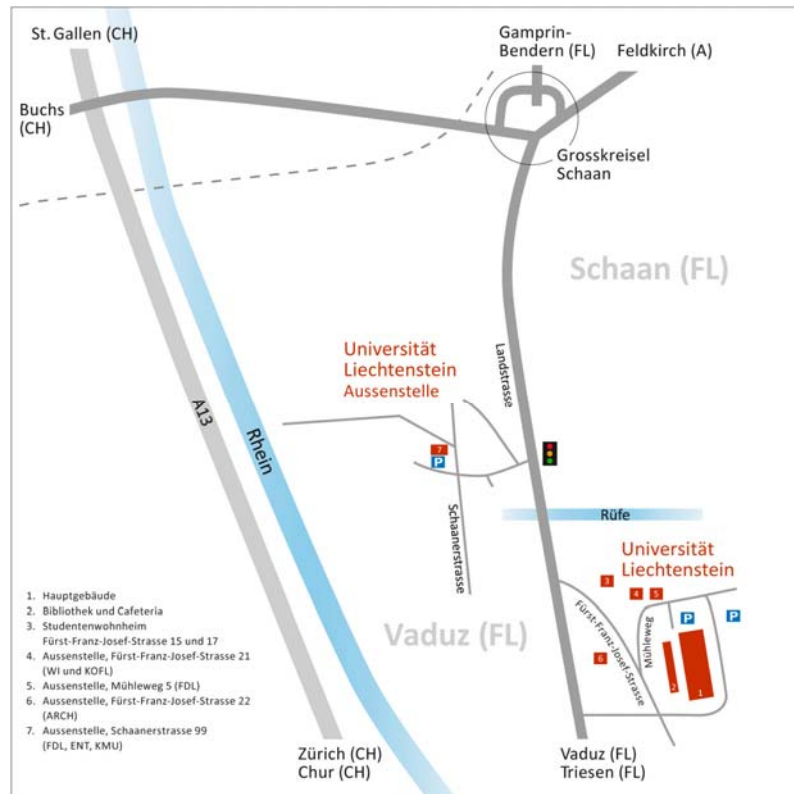 St. Gallen (CH)
Gamprin-
Bendern (FL)
Feldkirch (A)
Buchs
(CH)
Grosskreisel
Schaan
Schaan (FL)
Universität
Liechtenstein
Aussenstelle
Landstrasse
A13
Rhein
7
P
Schaanerstrasse
Rüfe
Universität
Liechtenstein
3
4
5
P
P
Mühleweg
Fürst-Franz-Josef-Strasse
6
2
1
Vaduz (FL)
1. Hauptgebäude
2. Bibliothek und Cafeteria
3. Studentenwohnheim
Fürst-Franz-Josef-Strasse 15 und 17
4. Aussenstelle, Fürst-Franz-Josef-Strasse 21
(WI und KOFL)
5. Aussenstelle, Mühleweg 5 (FDL)
6. Aussenstelle, Fürst-Franz-Josef-Strasse 22
(ARCH)
7. Aussenstelle, Schaanerstrasse 99
(FDL, ENT, KMU)
Zürich (CH)
Chur (CH)
Vaduz (FL)
Triesen (FL)